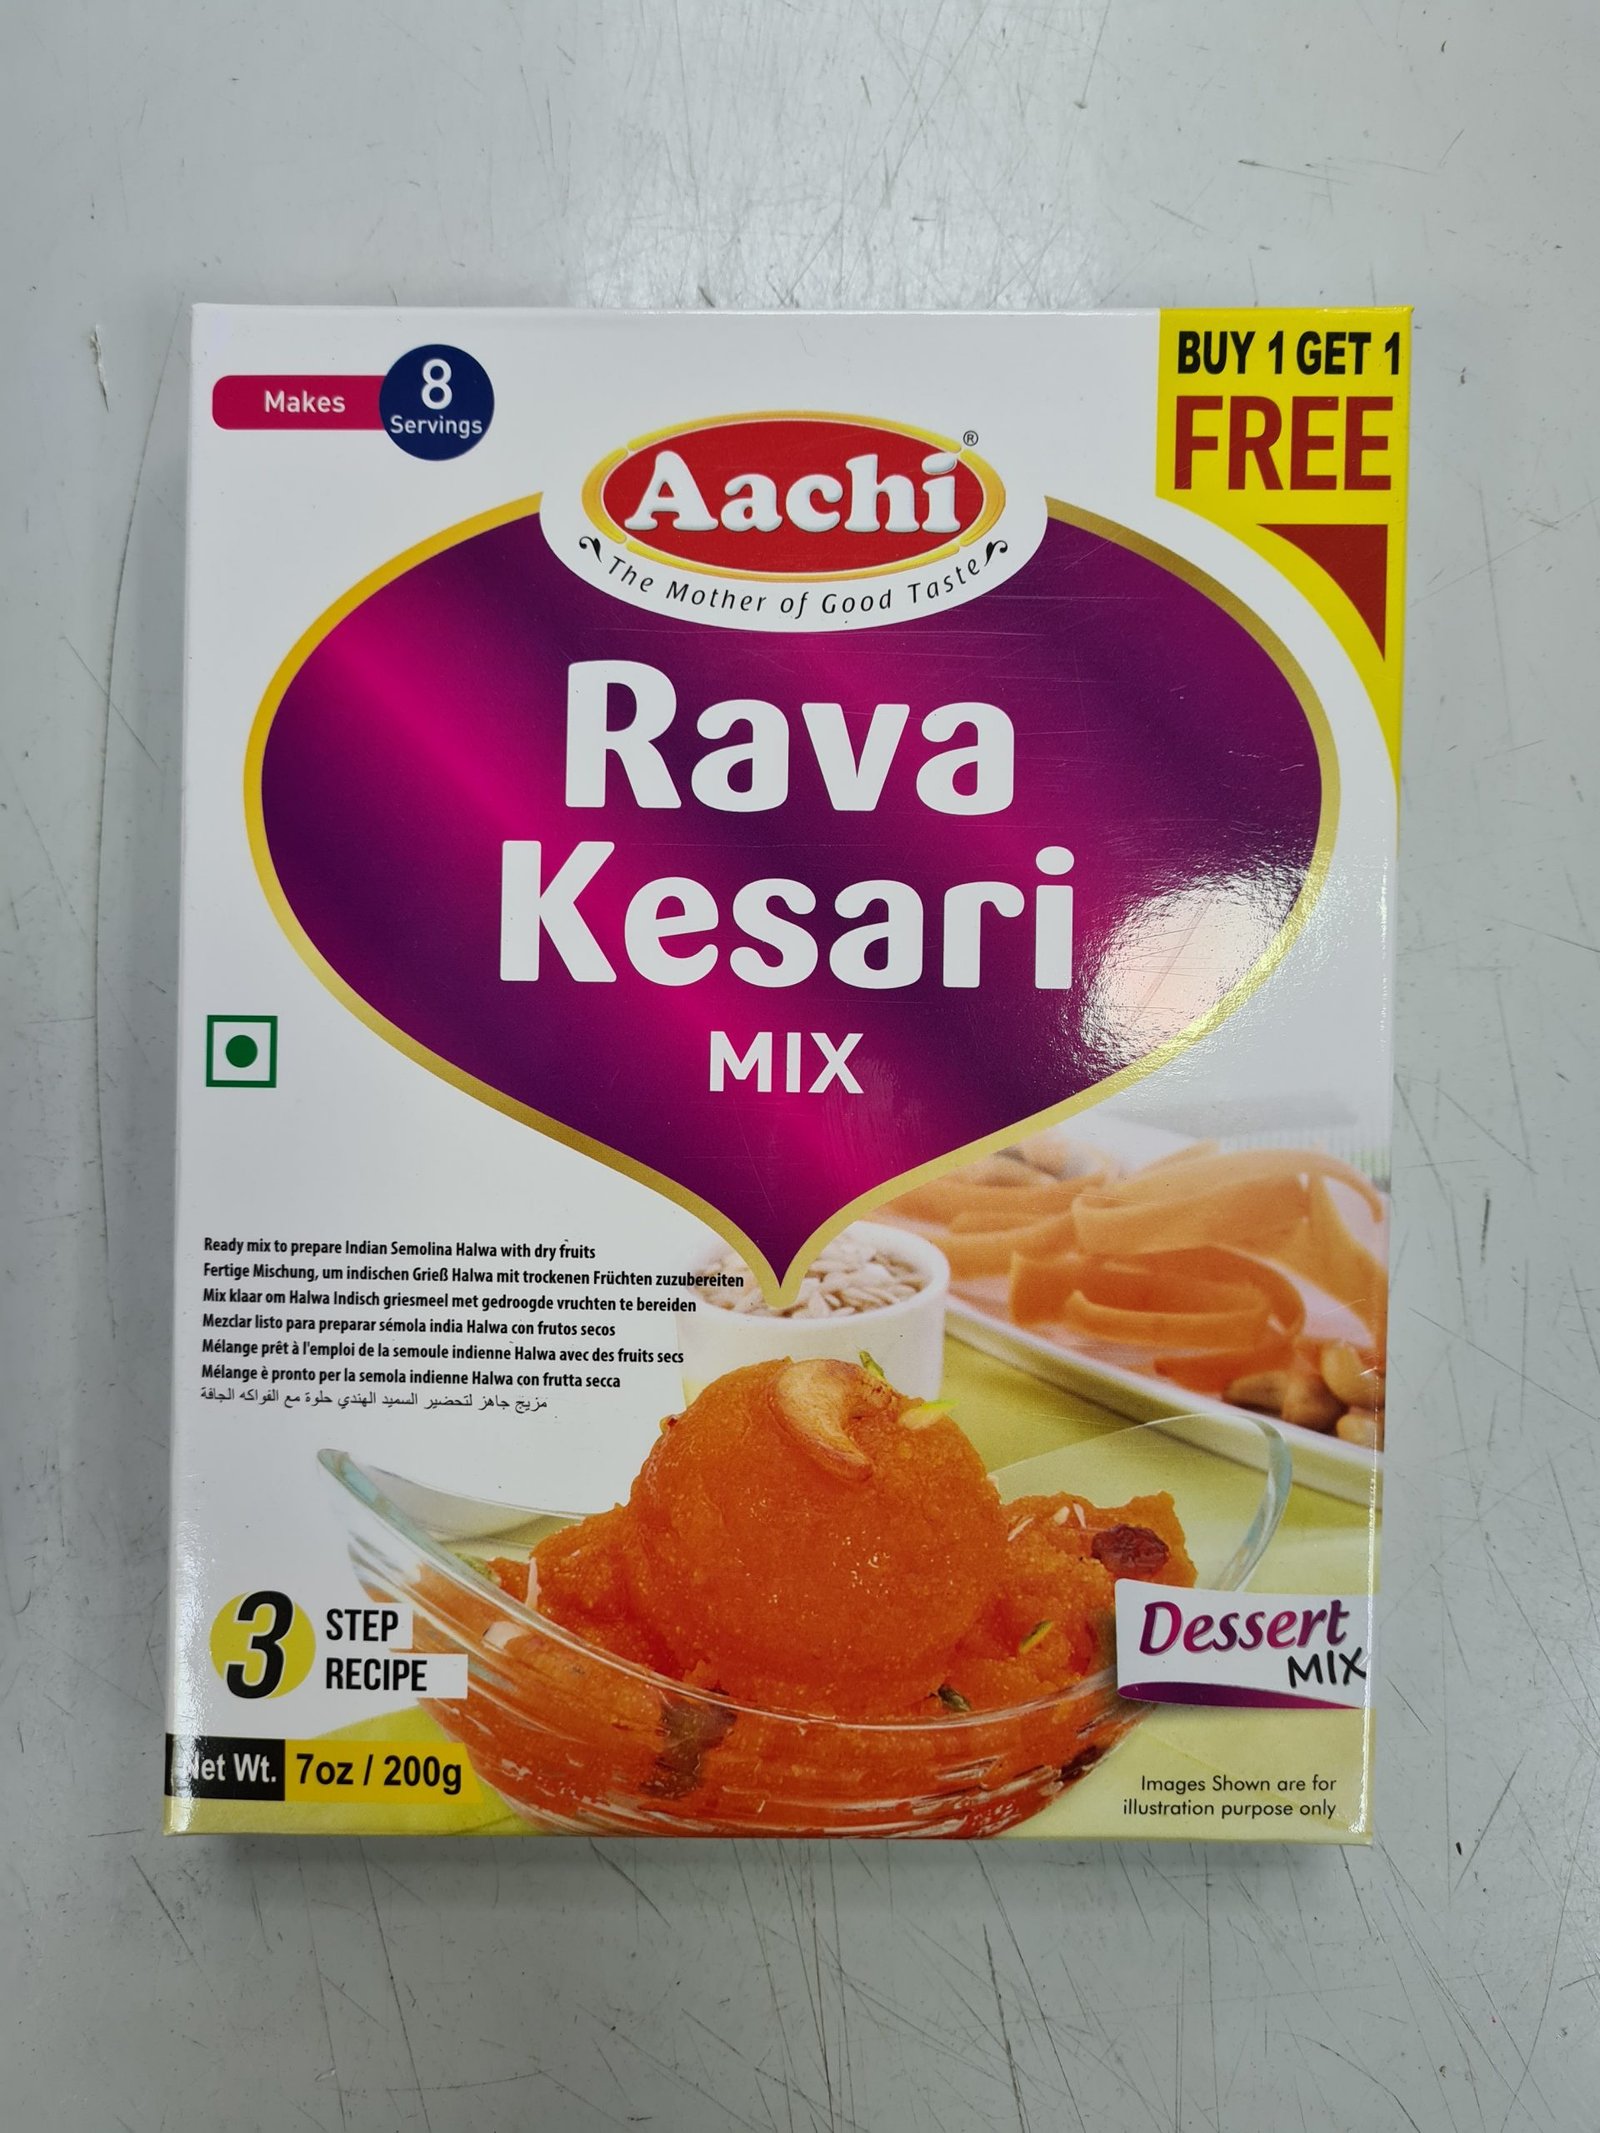 BUY 1 GET 1
FREE
Makes
8
Servings
Aachi®
The Mother of Good Taste
Rava
Kesari
MIX
Ready mix to prepare Indian Semolina Halwa with dry fruits
Fertige Mischung, um indischen Grieß Halwa mit trockenen Früchten zuzubereiten
Mix klaar om Halwa Indisch griesmeel met gedroogde vruchten te bereiden
Mezclar listo para preparar sémola india Halwa con frutos secos
Mélange prêt à l'emploi de la semoule indienne Halwa avec des fruits secs
Mélange è pronto per la semola indienne Halwa con frutta secca
مزيج جاهز لتحضير السميد الهندي حلوة مع الفواكه الجافة
3
STEP
RECIPE
Dessert
MIX
Net Wt. 7oz / 200g
Images Shown are for
illustration purpose only